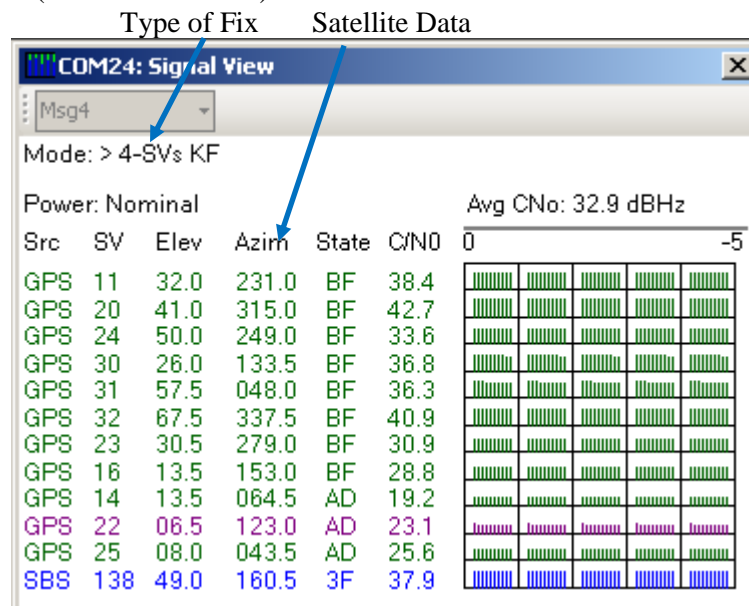 Type of Fix Satellite Data
COM24: Signal View
Msg4
Mode: > 4-SVs KF
Power: Nominal Avg CNo: 32.9 dBHz
Src SV Elev Azim State C/N0 0 -5
GPS 11 32.0 231.0 BF 38.4
GPS 20 41.0 315.0 BF 42.7
GPS 24 50.0 249.0 BF 33.6
GPS 30 26.0 133.5 BF 36.8
GPS 31 57.5 048.0 BF 36.3
GPS 32 67.5 337.5 BF 40.9
GPS 23 30.5 279.0 BF 30.9
GPS 16 13.5 153.0 BF 28.8
GPS 14 13.5 064.5 AD 19.2
GPS 22 06.5 123.0 AD 23.1
GPS 25 08.0 043.5 AD 25.6
SBS 138 49.0 160.5 3F 37.9